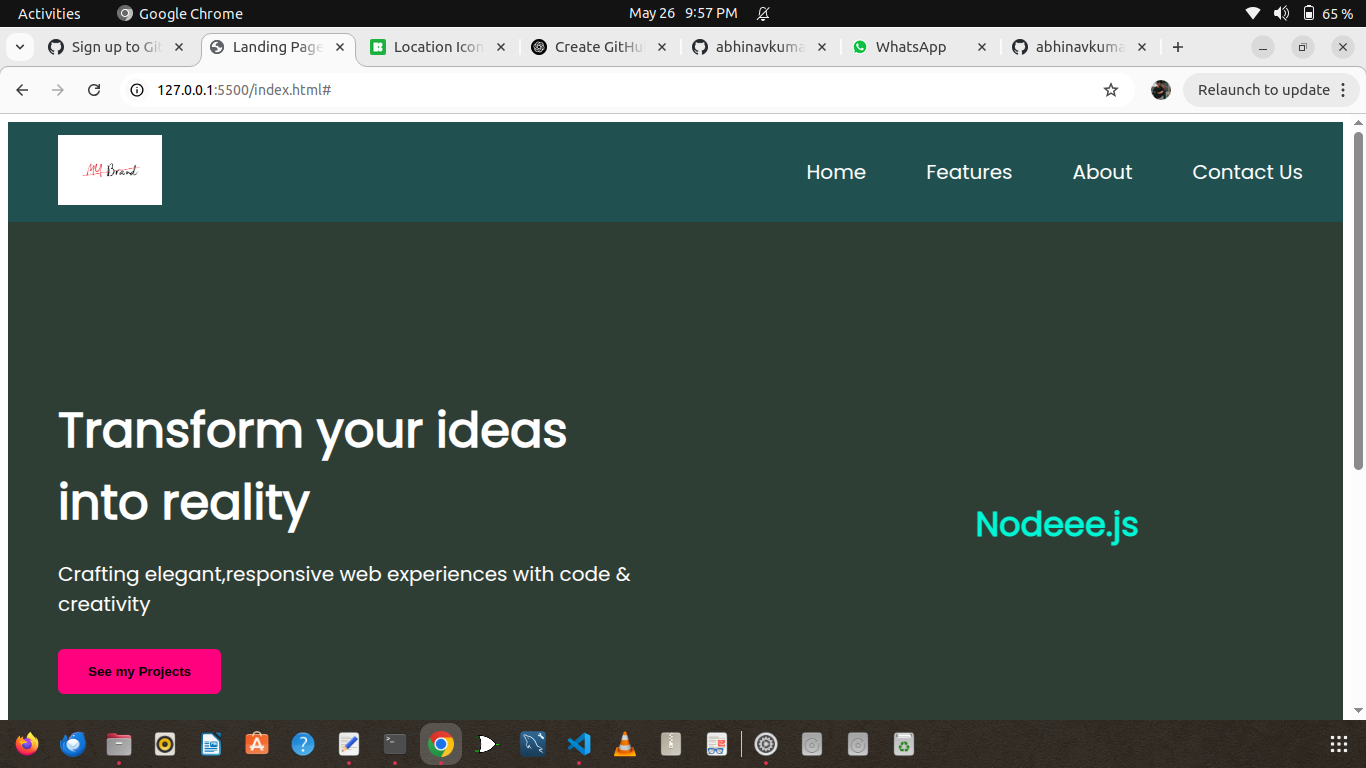 Activities
Google Chrome
May 26 9:57 PM
65 %
Sign up to Git
Landing Page
Location Icon
Create GitHu
abhinavkuma
WhatsApp
abhinavkuma
127.0.0.1:5500/index.html#
Relaunch to update
MY Brand
Home
Features
About
Contact Us
Transform your ideas
into reality
Nodeee.js
Crafting elegant,responsive web experiences with code &
creativity
See my Projects